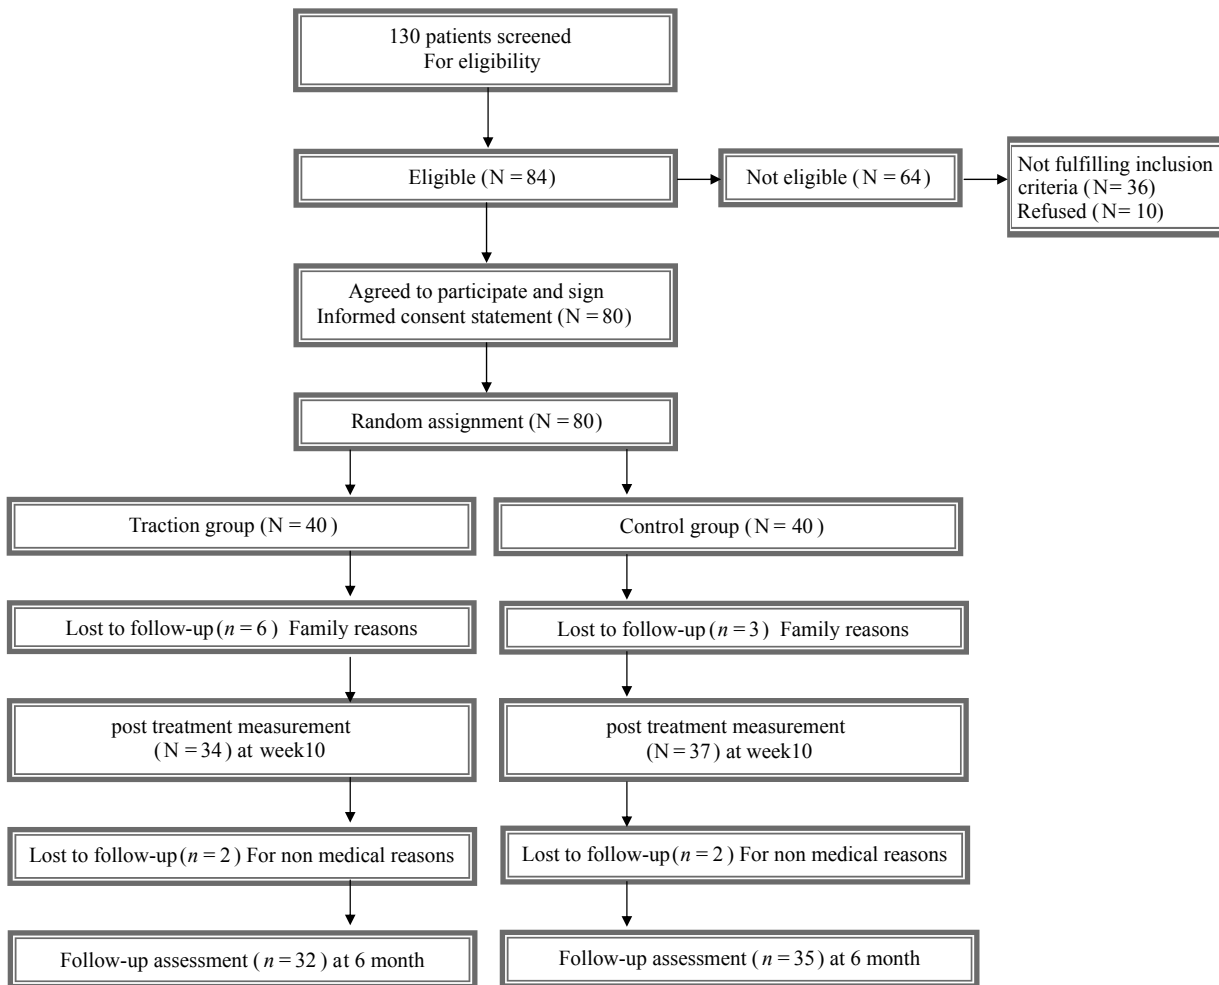 130 patients screened
For eligibility
Eligible (N = 84)
Not eligible (N = 64)
Not fulfilling inclusion
criteria (N= 36)
Refused (N= 10)
Agreed to participate and sign
Informed consent statement (N = 80)
Random assignment (N = 80)
Traction group (N = 40)
Control group (N = 40)
Lost to follow-up (n = 6) Family reasons
Lost to follow-up (n = 3) Family reasons
post treatment measurement
(N = 34) at week10
post treatment measurement
(N = 37) at week10
Lost to follow-up (n = 2) For non medical reasons
Lost to follow-up (n = 2) For non medical reasons
Follow-up assessment (n = 32) at 6 month
Follow-up assessment (n = 35) at 6 month